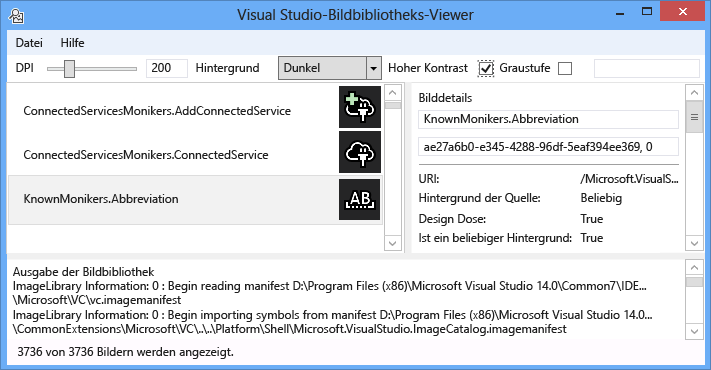 Visual Studio-Bildbibliotheks-Viewer
Datei Hilfe
DPI 200 Hintergrund Dunkel Hoher Kontrast Graustufe
ConnectedServicesMonikers.AddConnectedService
ConnectedServicesMonikers.ConnectedService
KnownMonikers.Abbreviation AB
Bilddetails
KnownMonikers.Abbreviation
ae27a6b0-e345-4288-96df-5eaf394ee369, 0
URI: /Microsoft.VisualS...
Hintergrund der Quelle: Beliebig
Design Dose: True
Ist ein beliebiger Hintergrund: True
Ausgabe der Bildbibliothek
ImageLibrary Information: 0 : Begin reading manifest D:\Program Files (x86)\Microsoft Visual Studio 14.0\Common7\IDE...
\Microsoft\VC\vc.imagemanifest
ImageLibrary Information: 0 : Begin importing symbols from manifest D:\Program Files (x86)\Microsoft Visual Studio 14.0...
\CommonExtensions\Microsoft\VC\..\..\Platform\Shell\Microsoft.VisualStudio.ImageCatalog.imagemanifest
3736 von 3736 Bildern werden angezeigt.